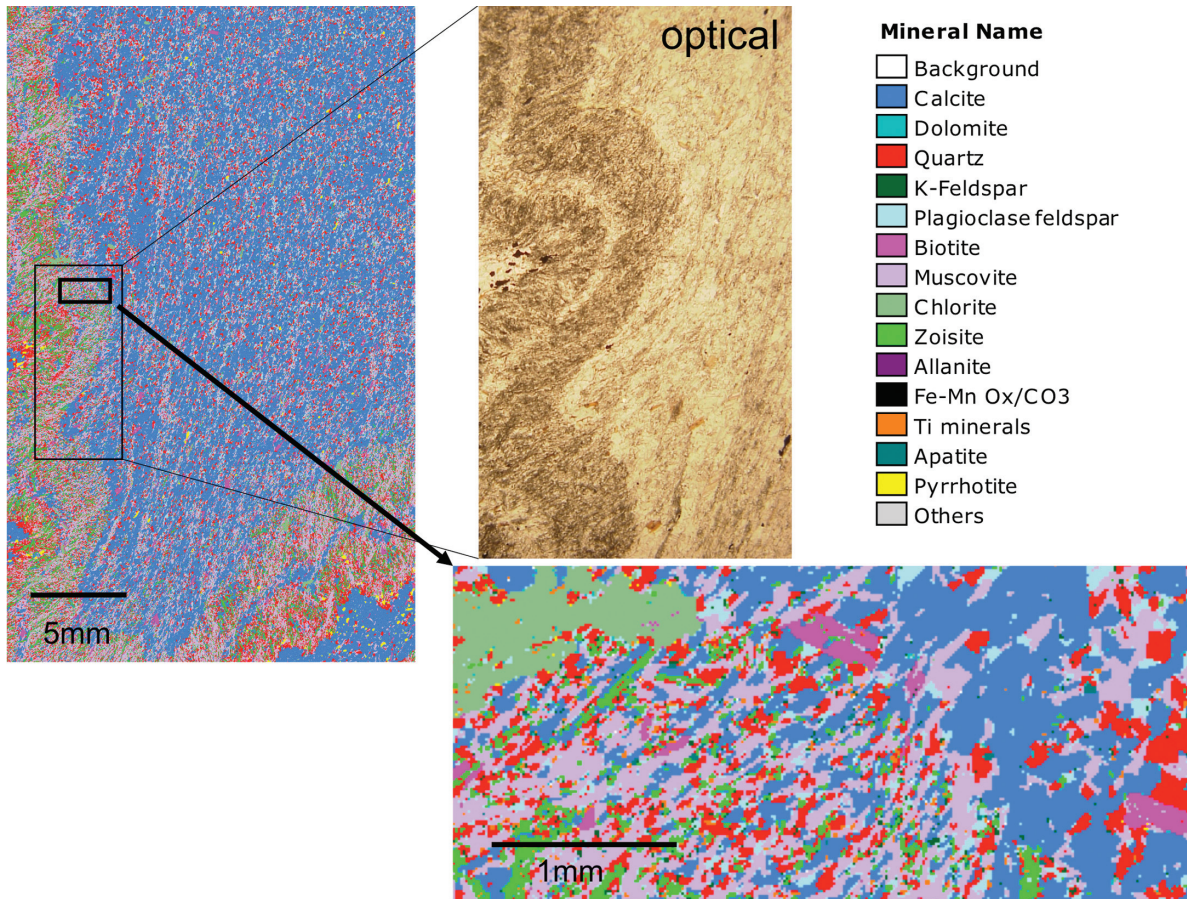 optical
Mineral Name
Background
Calcite
Dolomite
Quartz
K-Feldspar
Plagioclase feldspar
Biotite
Muscovite
Chlorite
Zoisite
Allanite
Fe-Mn Ox/CO3
Ti minerals
Apatite
Pyrrhotite
Others
5mm
1mm